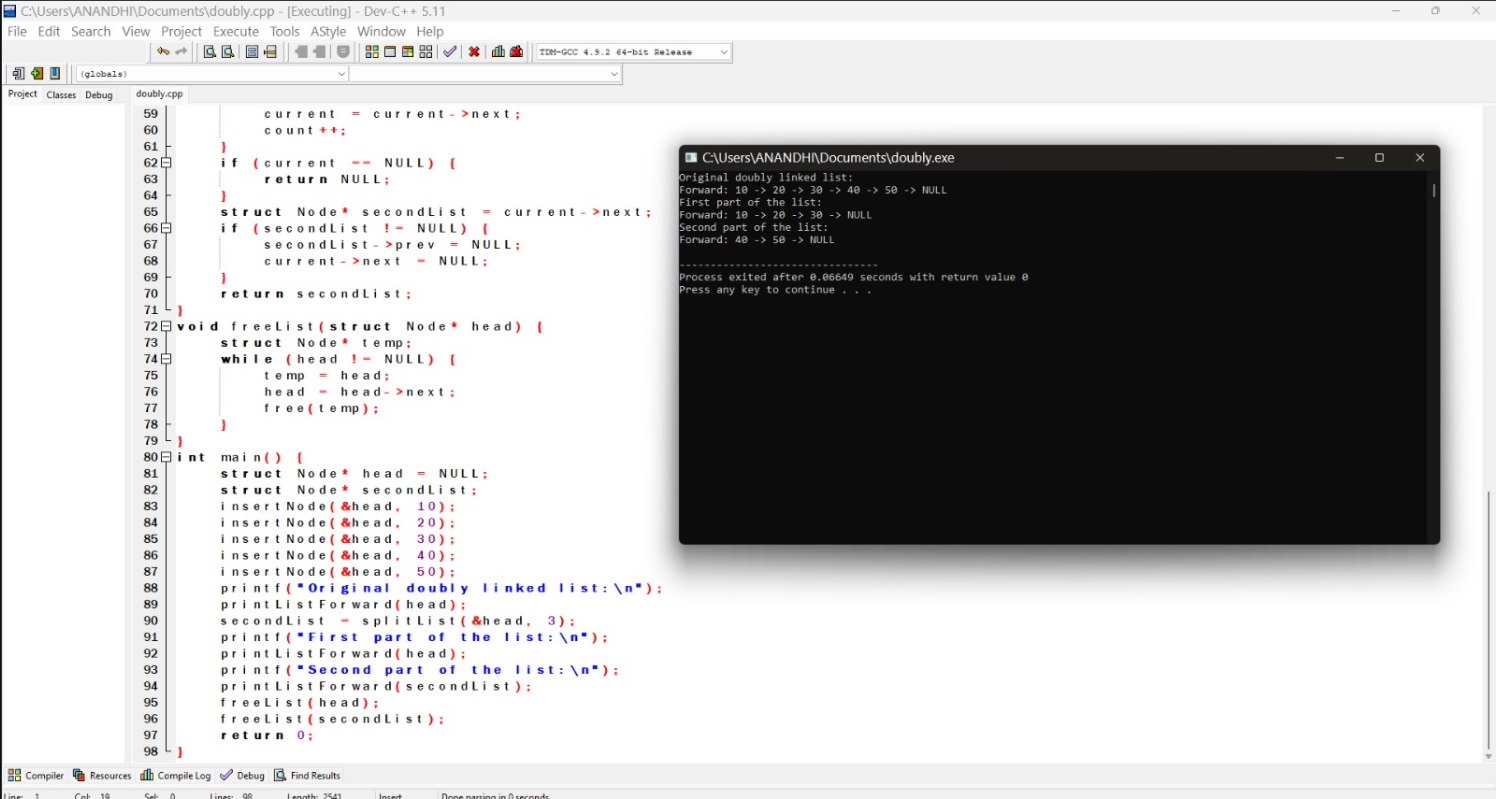 C:\Users\ANANDHI\Documents\doubly.cpp - [Executing] - Dev-C++ 5.11
File Edit Search View Project Execute Tools AStyle Window Help
TDM-GCC 4.9.2 64-bit Release
(globals)
Project Classes Debug
doubly.cpp
59 current = current->next;
60 count++;
61 }
62 if (current == NULL) {
63 return NULL;
64 }
65 struct Node* secondList = current->next;
66 if (secondList != NULL) {
67 secondList->prev = NULL;
68 current->next = NULL;
69 }
70 return secondList;
71 }
72 void freeList(struct Node* head) {
73 struct Node* temp;
74 while (head != NULL) {
75 temp = head;
76 head = head->next;
77 free(temp);
78 }
79 }
80 int main() {
81 struct Node* head = NULL;
82 struct Node* secondList;
83 insertNode(&head, 10);
84 insertNode(&head, 20);
85 insertNode(&head, 30);
86 insertNode(&head, 40);
87 insertNode(&head, 50);
88 printf("Original doubly linked list:\n");
89 printListForward(head);
90 secondList = splitList(&head, 3);
91 printf("First part of the list:\n");
92 printListForward(head);
93 printf("Second part of the list:\n");
94 printListForward(secondList);
95 freeList(head);
96 freeList(secondList);
97 return 0;
98 }
C:\Users\ANANDHI\Documents\doubly.exe
Original doubly linked list:
Forward: 10 -> 20 -> 30 -> 40 -> 50 -> NULL
First part of the list:
Forward: 10 -> 20 -> 30 -> NULL
Second part of the list:
Forward: 40 -> 50 -> NULL
--------------------------------
Process exited after 0.06649 seconds with return value 0
Press any key to continue . . .
Compiler Resources Compile Log Debug Find Results
Line: 1 Col: 19 Sel: 0 Lines: 98 Length: 2541 Insert Done parsing in 0 seconds